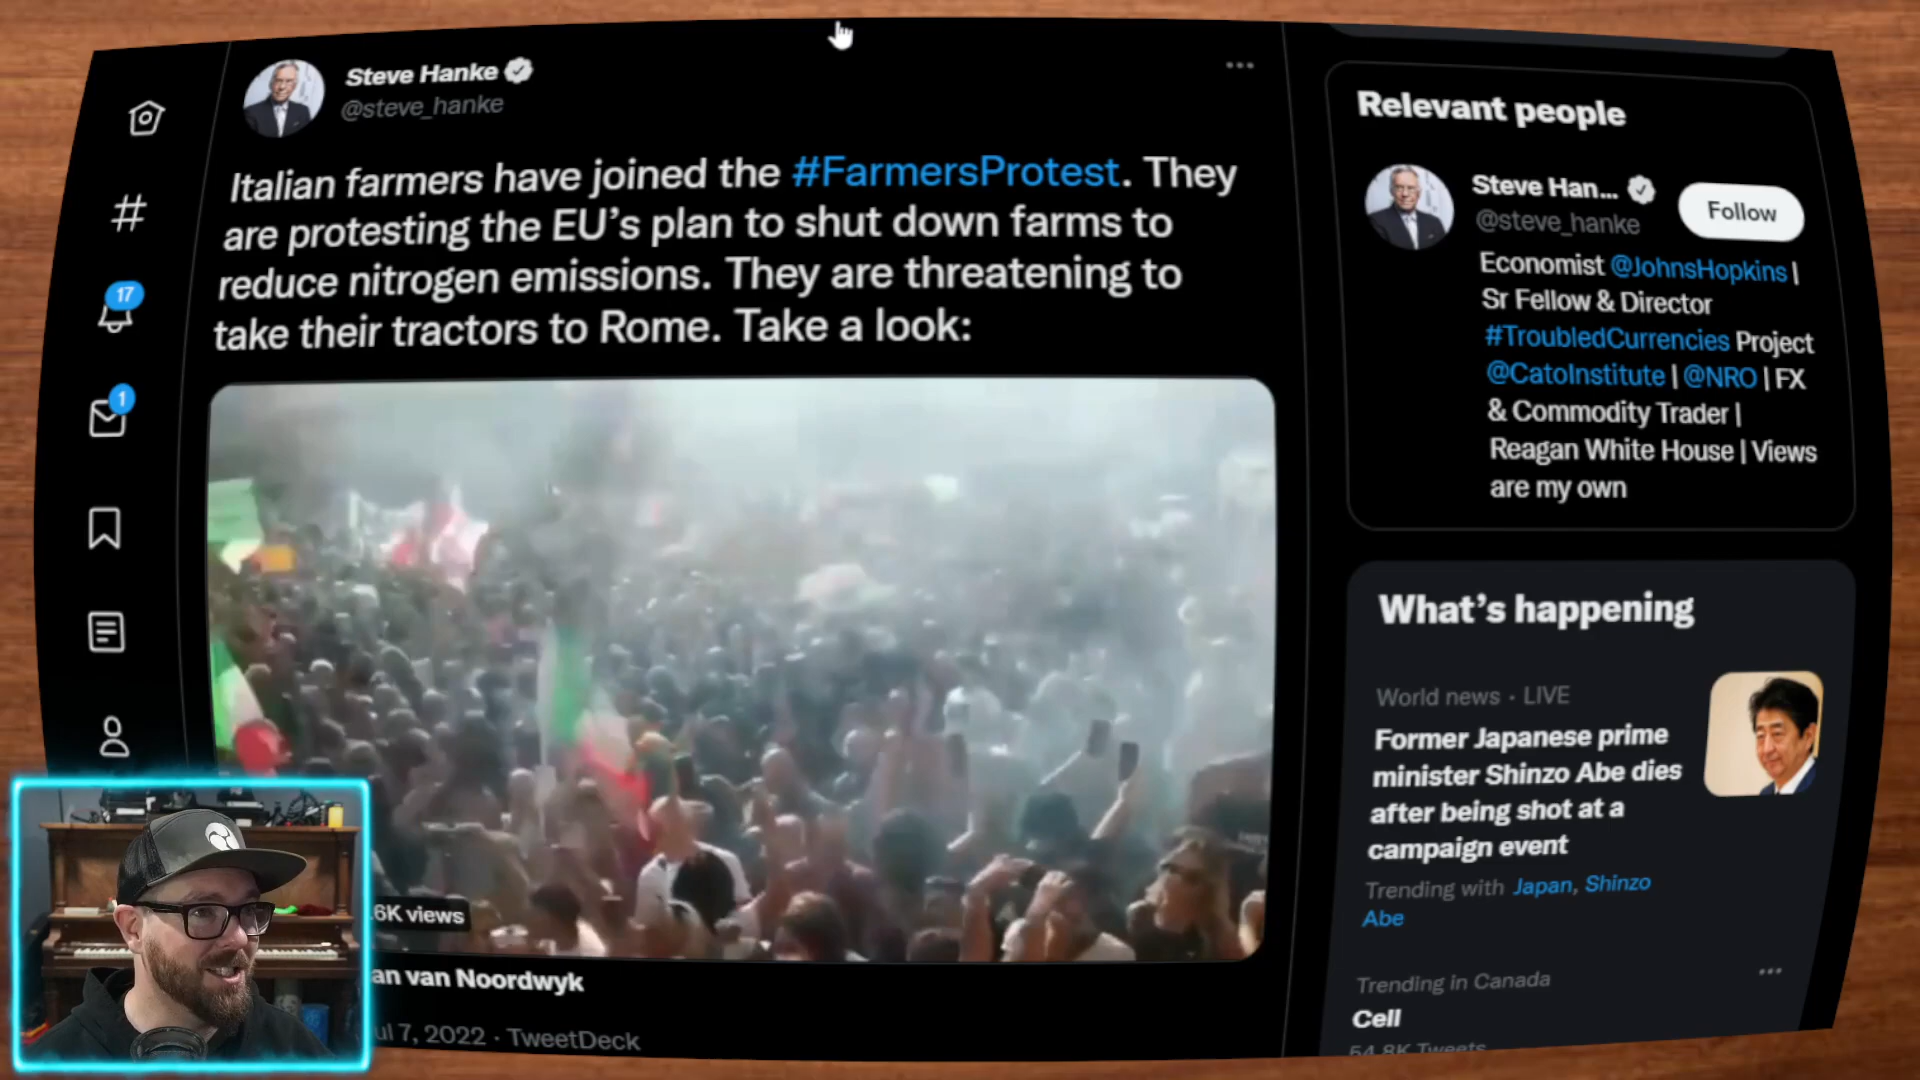 Steve Hanke
@steve_hanke
Italian farmers have joined the #FarmersProtest. They
are protesting the EU's plan to shut down farms to
reduce nitrogen emissions. They are threatening to
take their tractors to Rome. Take a look:
6K views
an van Noordwyk
ul 7, 2022 · TweetDeck
17
1
Relevant people
Steve Han...
@steve_hanke
Follow
Economist @JohnsHopkins |
Sr Fellow & Director
#TroubledCurrencies Project
@CatoInstitute | @NRO | FX
& Commodity Trader |
Reagan White House | Views
are my own
What's happening
World news · LIVE
Former Japanese prime
minister Shinzo Abe dies
after being shot at a
campaign event
Trending with Japan, Shinzo
Abe
Trending in Canada
Cell
54.8K Tweets